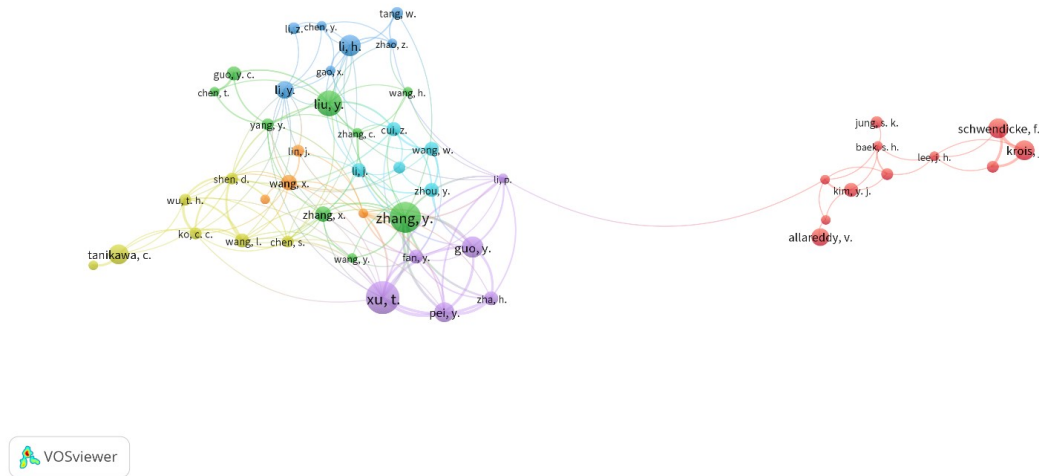 tang, w.
li, z.
chen, y.
li, h.
zhao, z.
gao, x.
guo, y. c.
chen, t.
li, y.
liu, y.
wang, h.
yang, y.
zhang, c.
cui, z.
lin, j.
wang, w.
li, j.
shen, d.
wang, x.
zhou, y.
li, p.
wu, t. h.
zhang, x.
zhang, y.
ko, c. c.
wang, l.
chen, s.
tanikawa, c.
wang, y.
fan, y.
guo, y.
xu, t.
zha, h.
pei, y.
jung, s. k.
schwendicke, f.
baek, s. h.
lee, j. h.
krois,
kim, y. j.
allareddy, v.
VOSviewer